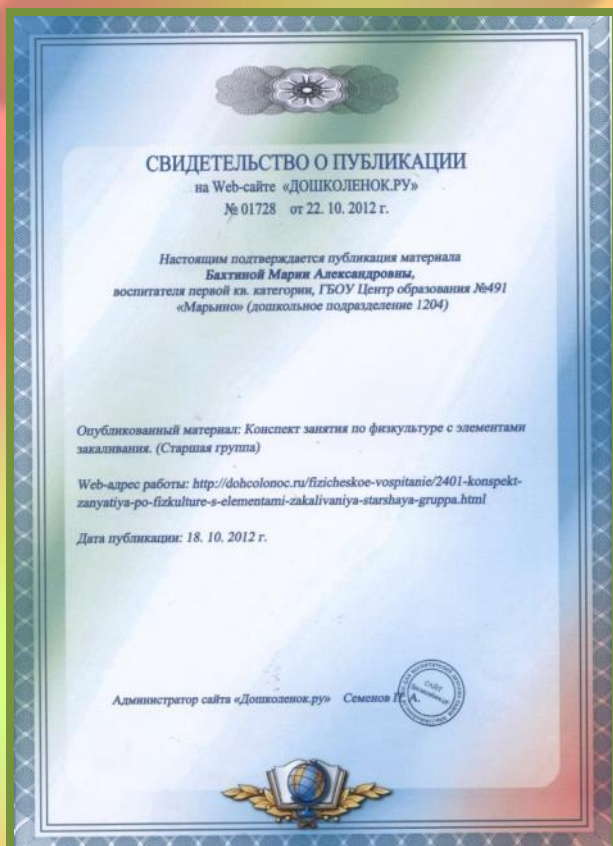 СВИДЕТЕЛЬСТВО О ПУБЛИКАЦИИ
на Web-сайте «ДОШКОЛЕНОК.РУ»
№ 01728 от 22. 10. 2012 г.
Настоящим подтверждается публикация материала
Бахтиной Марии Александровны,
воспитателя первой кв. категории, ГБОУ Центр образования №491
«Марьино» (дошкольное подразделение 1204)
Опубликованный материал: Конспект занятия по физкультуре с элементами
закаливания. (Старшая группа)
Web-адрес работы: http://dohcolonoc.ru/fizicheskoe-vospitanie/2401-konspekt-
zanyatiya-po-fizkulture-s-elementami-zakalivaniya-starshaya-gruppa.html
Дата публикации: 18. 10. 2012 г.
Администратор сайта «Дошколенок.ру» Семенов А.
САЙТ